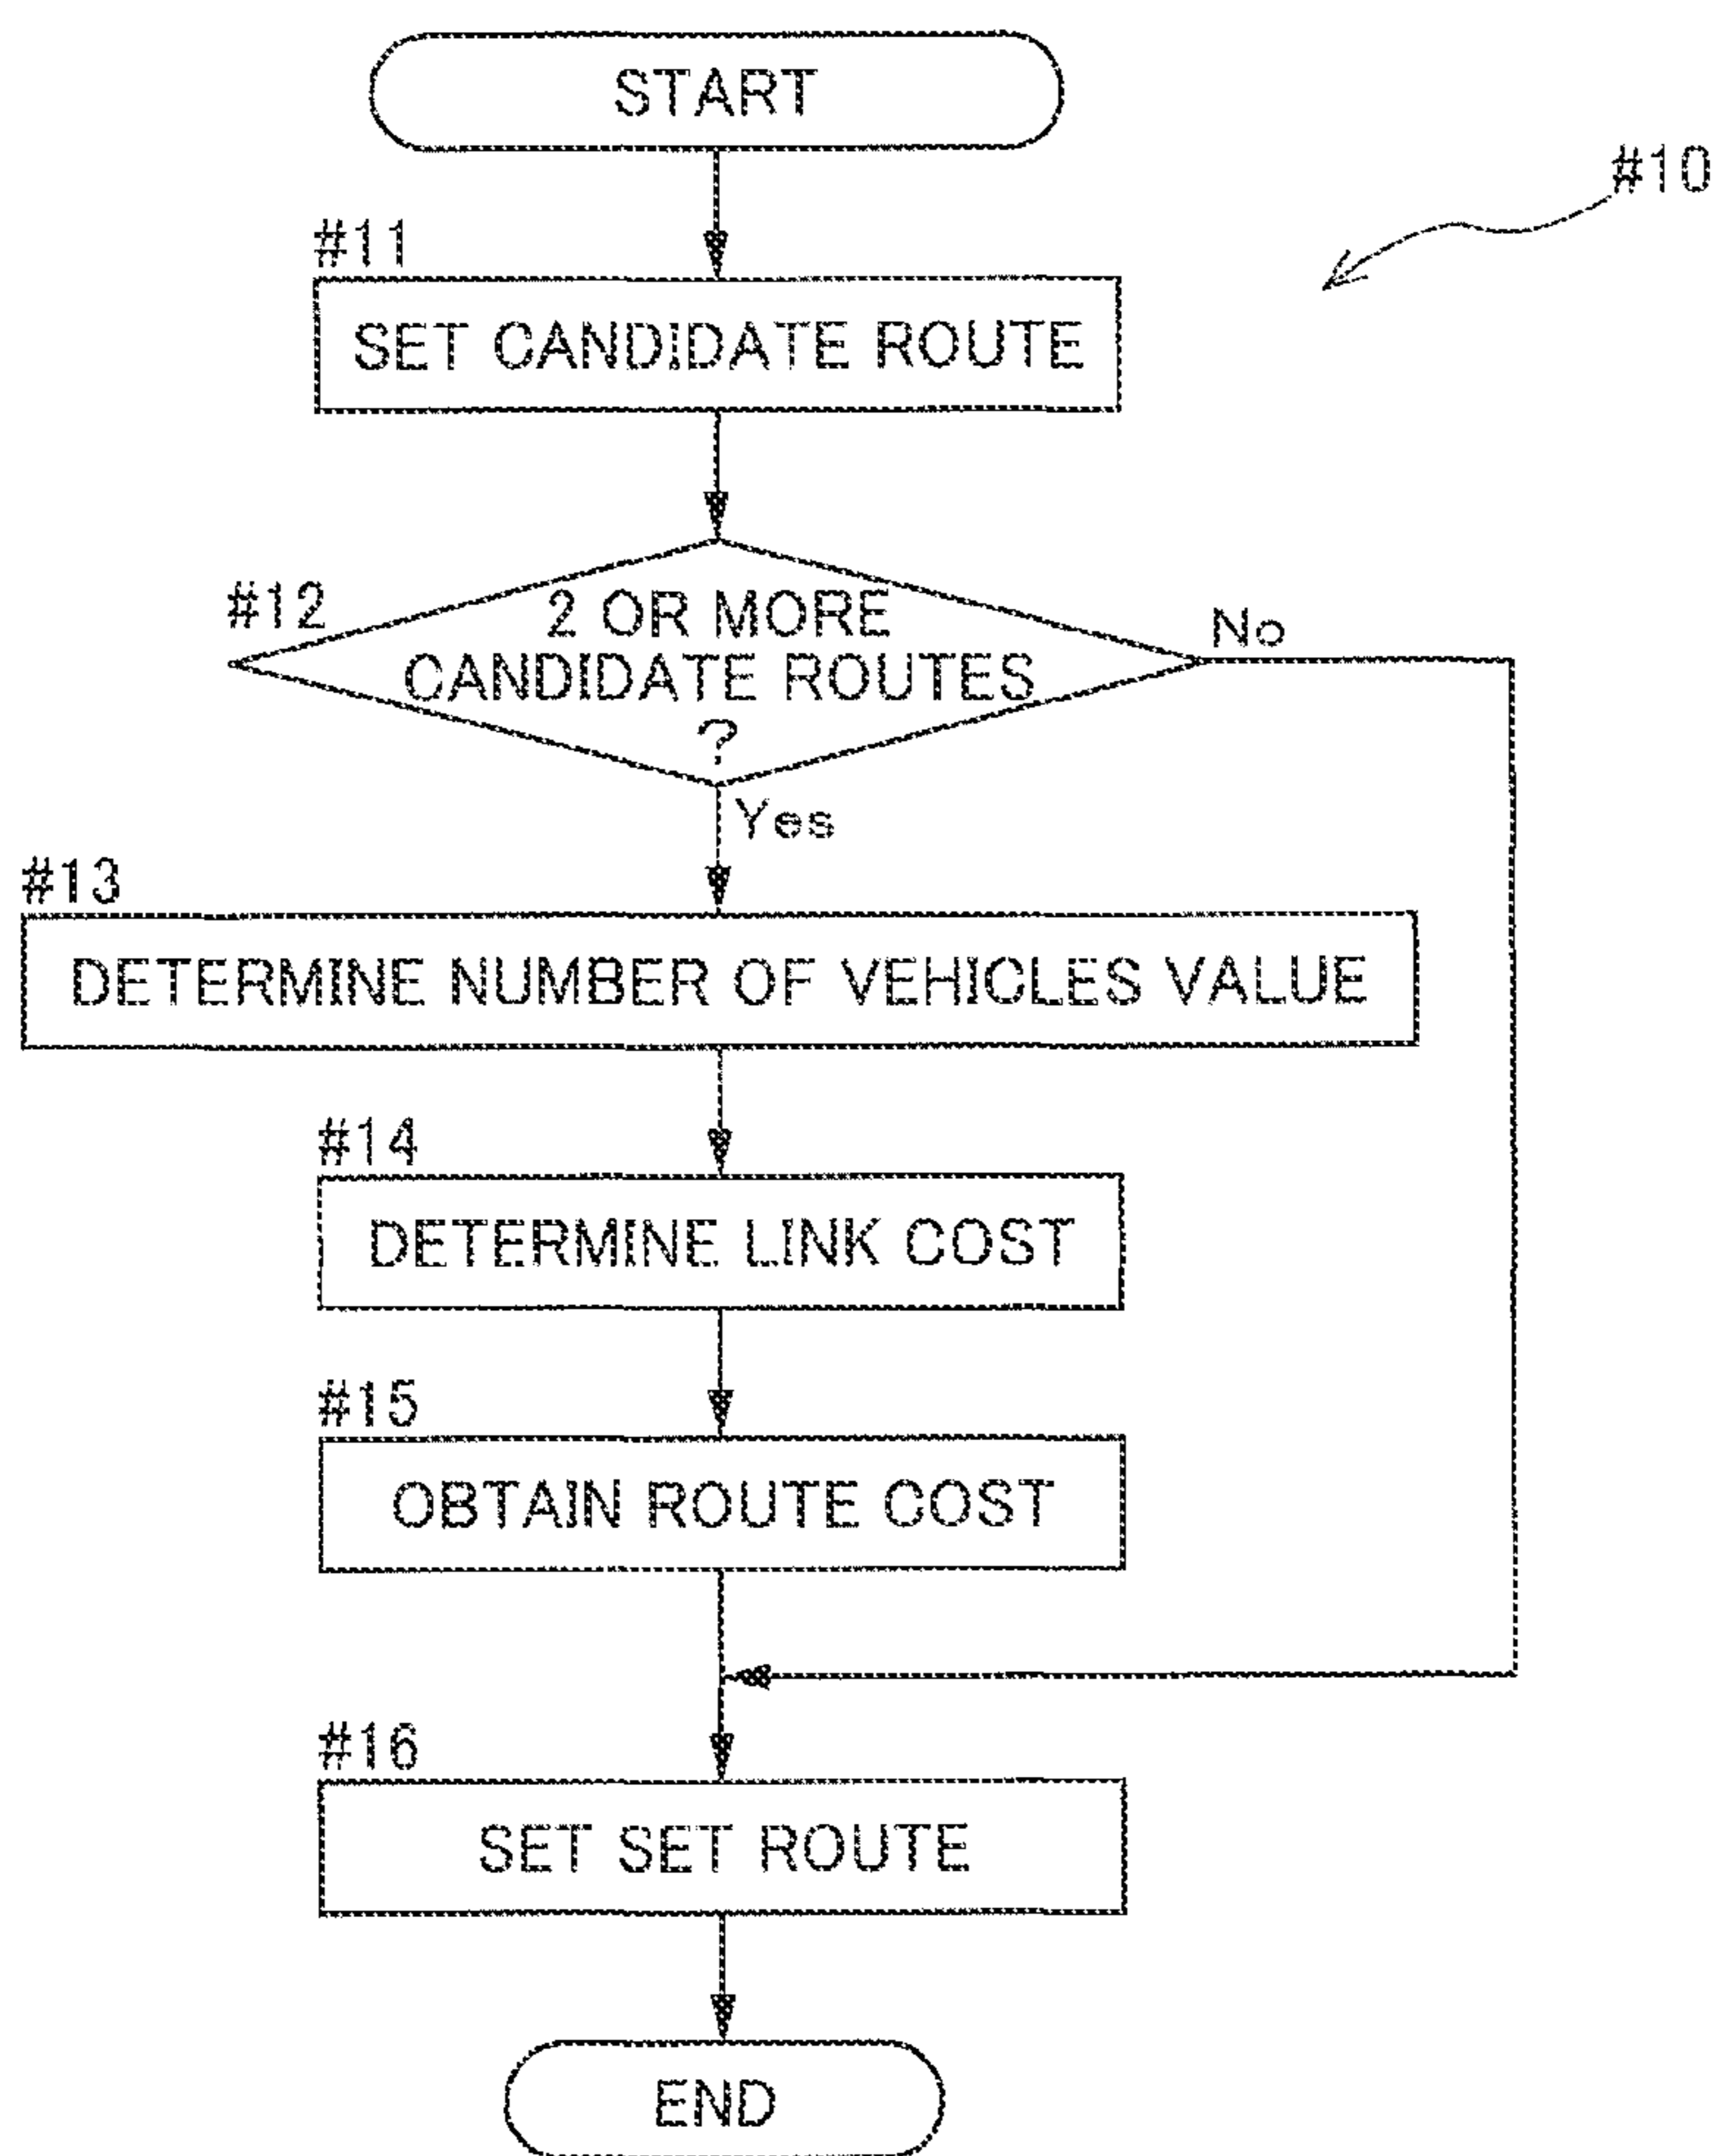 START
#10
#11
SET CANDIDATE ROUTE
#12
2 OR MORE
CANDIDATE ROUTES
?
No
Yes
#13
DETERMINE NUMBER OF VEHICLES VALUE
#14
DETERMINE LINK COST
#15
OBTAIN ROUTE COST
#16
SET SET ROUTE
END